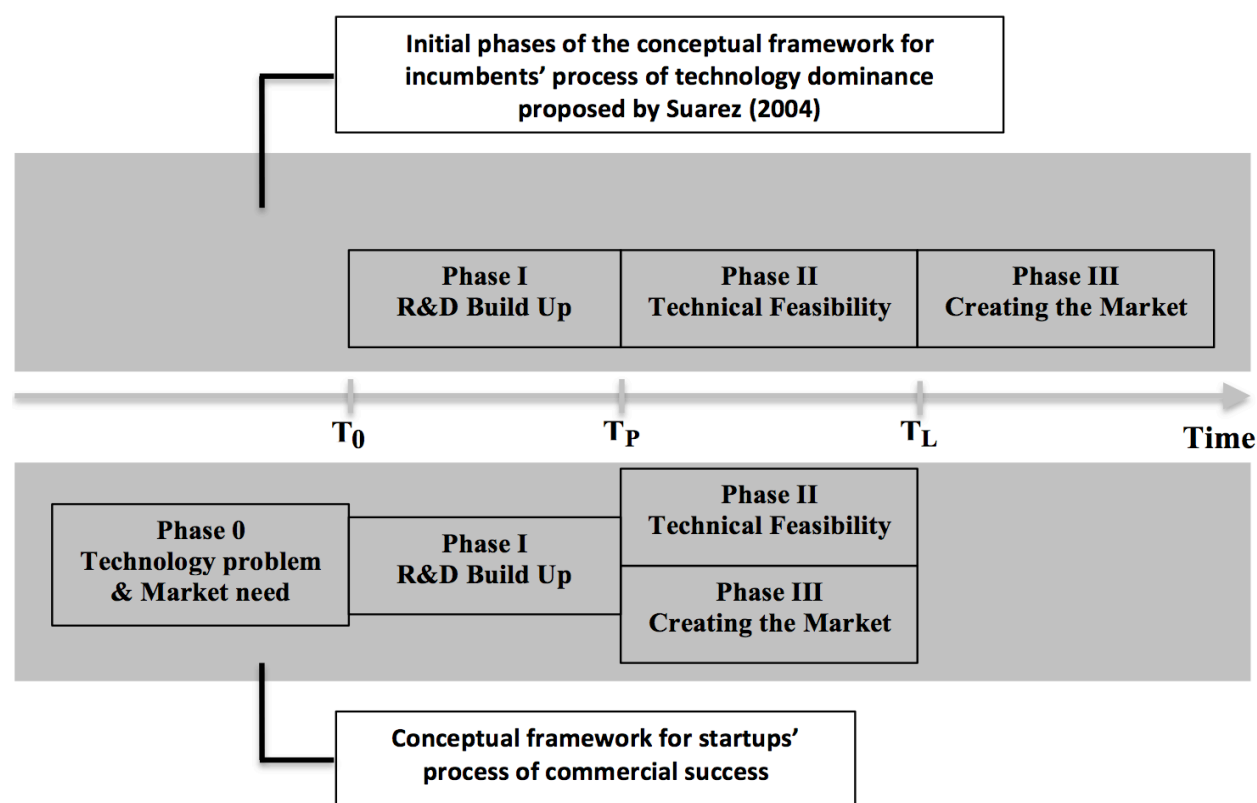 Initial phases of the conceptual framework for
incumbents’ process of technology dominance
proposed by Suarez (2004)
Phase I
R&D Build Up
Phase II
Technical Feasibility
Phase III
Creating the Market
T0
TP
TL
Time
Phase 0
Technology problem
& Market need
Phase I
R&D Build Up
Phase II
Technical Feasibility
Phase III
Creating the Market
Conceptual framework for startups’
process of commercial success